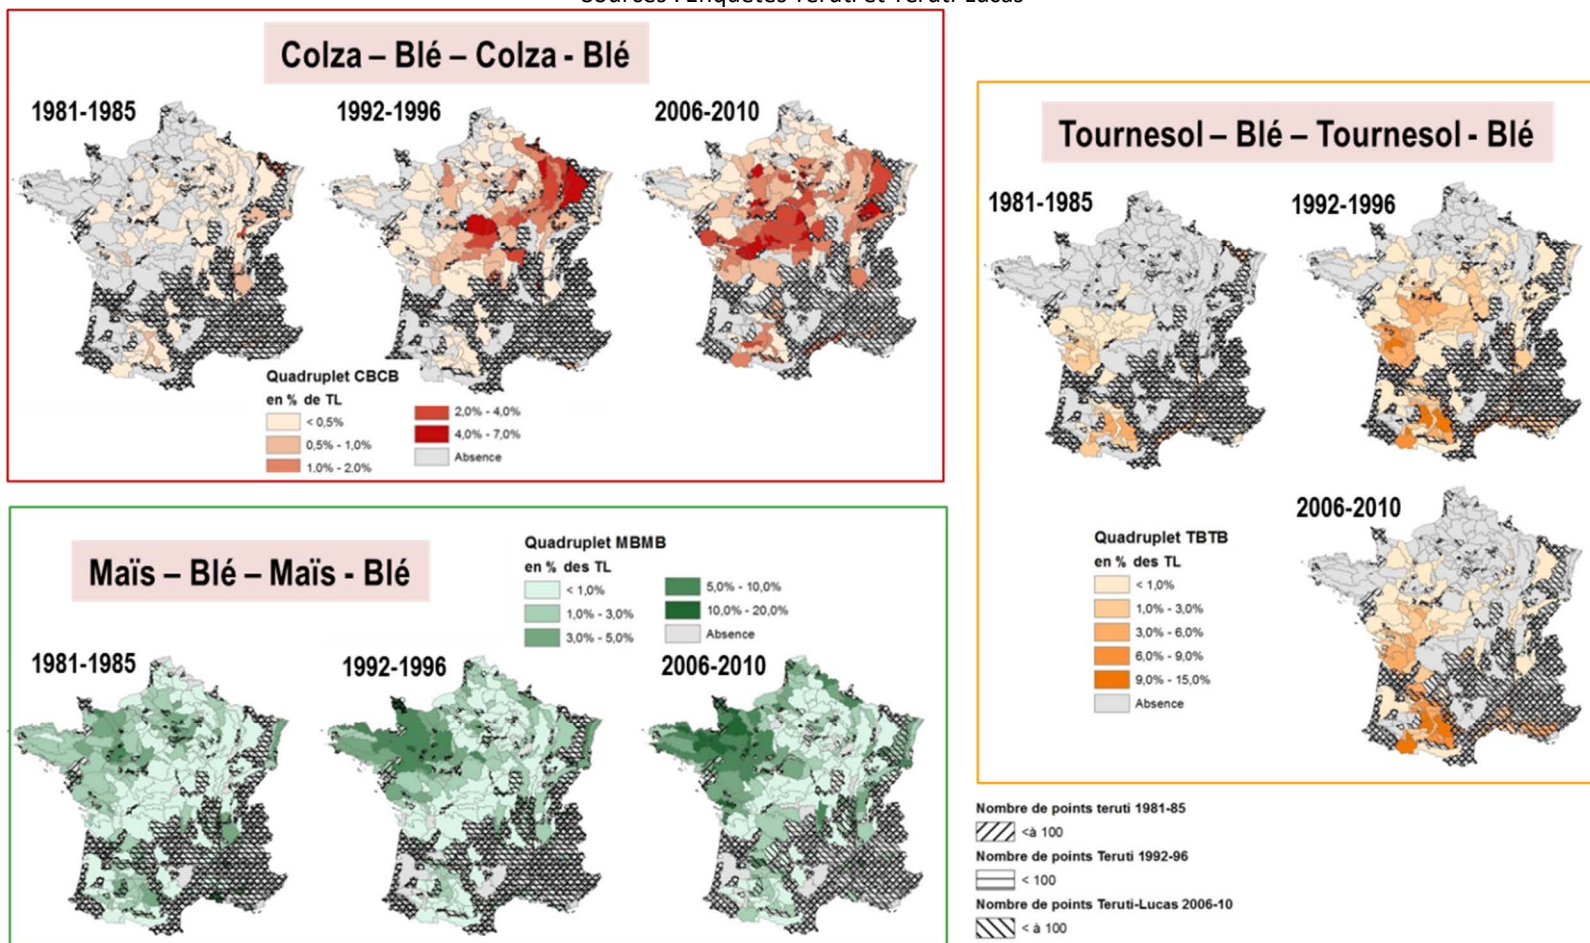 Sources : Enquêtes Teruti et Teruti-Lucas
Colza – Blé – Colza - Blé
1981-1985
1992-1996
2006-2010
Quadruplet CBCB
en % de TL
< 0,5%
0,5% - 1,0%
1,0% - 2,0%
2,0% - 4,0%
4,0% - 7,0%
Absence
Tournesol – Blé – Tournesol - Blé
1981-1985
1992-1996
2006-2010
Quadruplet TBTB
en % des TL
< 1,0%
1,0% - 3,0%
3,0% - 6,0%
6,0% - 9,0%
9,0% - 15,0%
Absence
Maïs – Blé – Maïs - Blé
Quadruplet MBMB
en % des TL
< 1,0%
1,0% - 3,0%
3,0% - 5,0%
5,0% - 10,0%
10,0% - 20,0%
Absence
1981-1985
1992-1996
2006-2010
Nombre de points teruti 1981-85
<à 100
Nombre de points Teruti 1992-96
< 100
Nombre de points Teruti-Lucas 2006-10
< à 100